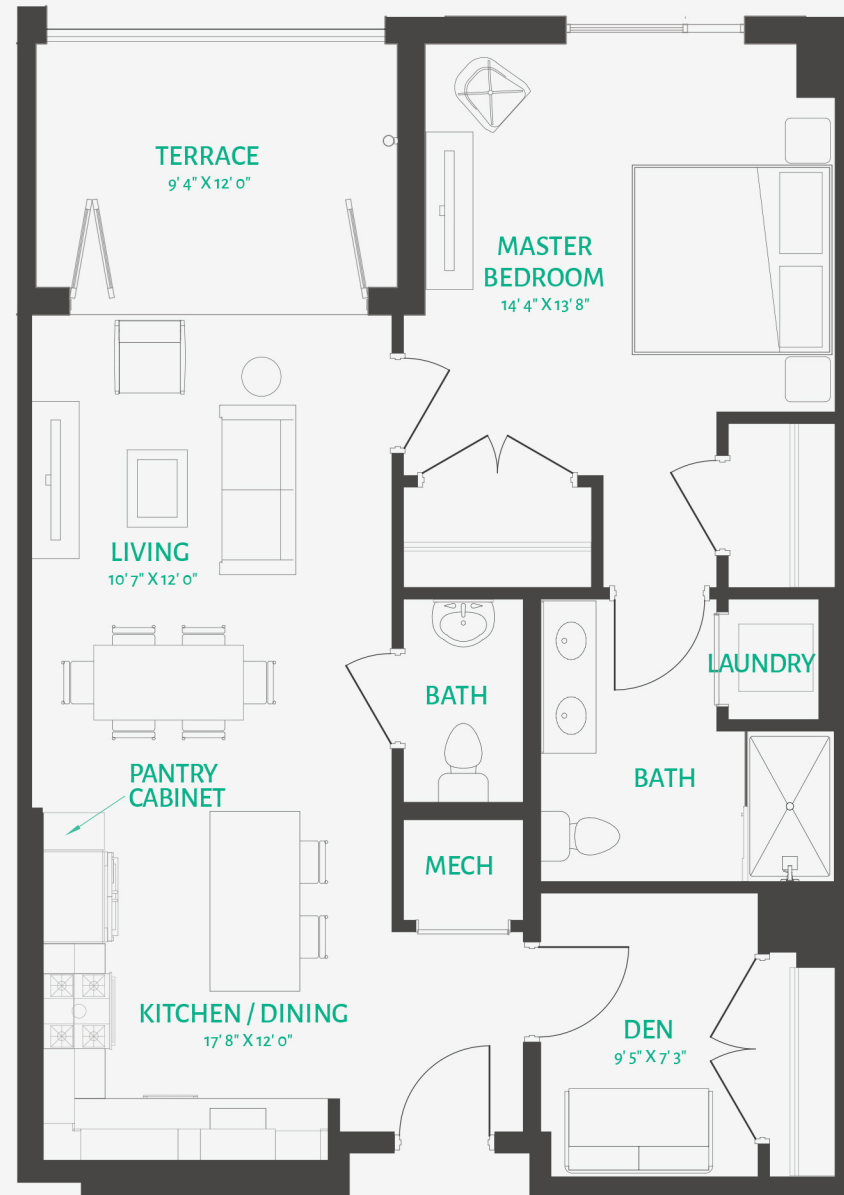 TERRACE
9' 4" X 12' 0"
MASTER
BEDROOM
14' 4" X 13' 8"
LIVING
10' 7" X 12' 0"
LAUNDRY
BATH
PANTRY
CABINET
BATH
MECH
KITCHEN / DINING
17' 8" X 12' 0"
DEN
9' 5" X 7' 3"